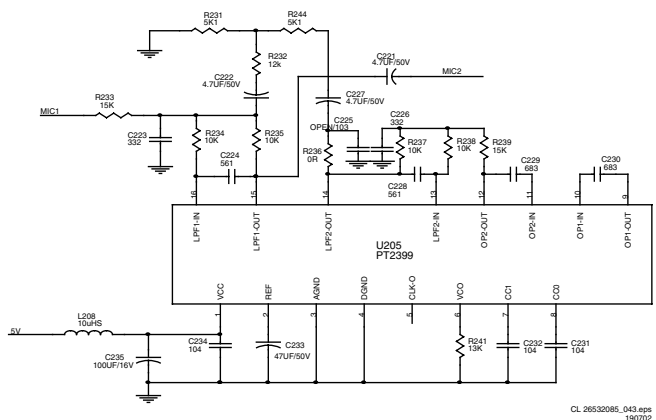 R231
5K1
R244
5K1
R232
12k
C221
4.7UF/50V
MIC2
C222
4.7UF/50V
C227
4.7UF/50V
R233
15K
MIC1
C223
332
R234
10K
R235
10K
C225
OPEN/103
C226
332
R236
0R
R237
10K
R238
10K
R239
15K
C224
561
C228
561
C229
683
C230
683
16
15
14
13
12
11
10
9
LPF1-IN
LPF1-OUT
LPF2-OUT
LPF2-IN
OP2-OUT
OP2-IN
OP1-IN
OP1-OUT
U205
PT2399
VCC
REF
AGND
DGND
CLK-O
VCO
CC1
CC0
1
2
3
4
5
6
7
8
5V
L208
10uHS
C235
100UF/16V
C234
104
C233
47UF/50V
R241
13K
C232
104
C231
104
CL 26532085_043.eps
190702